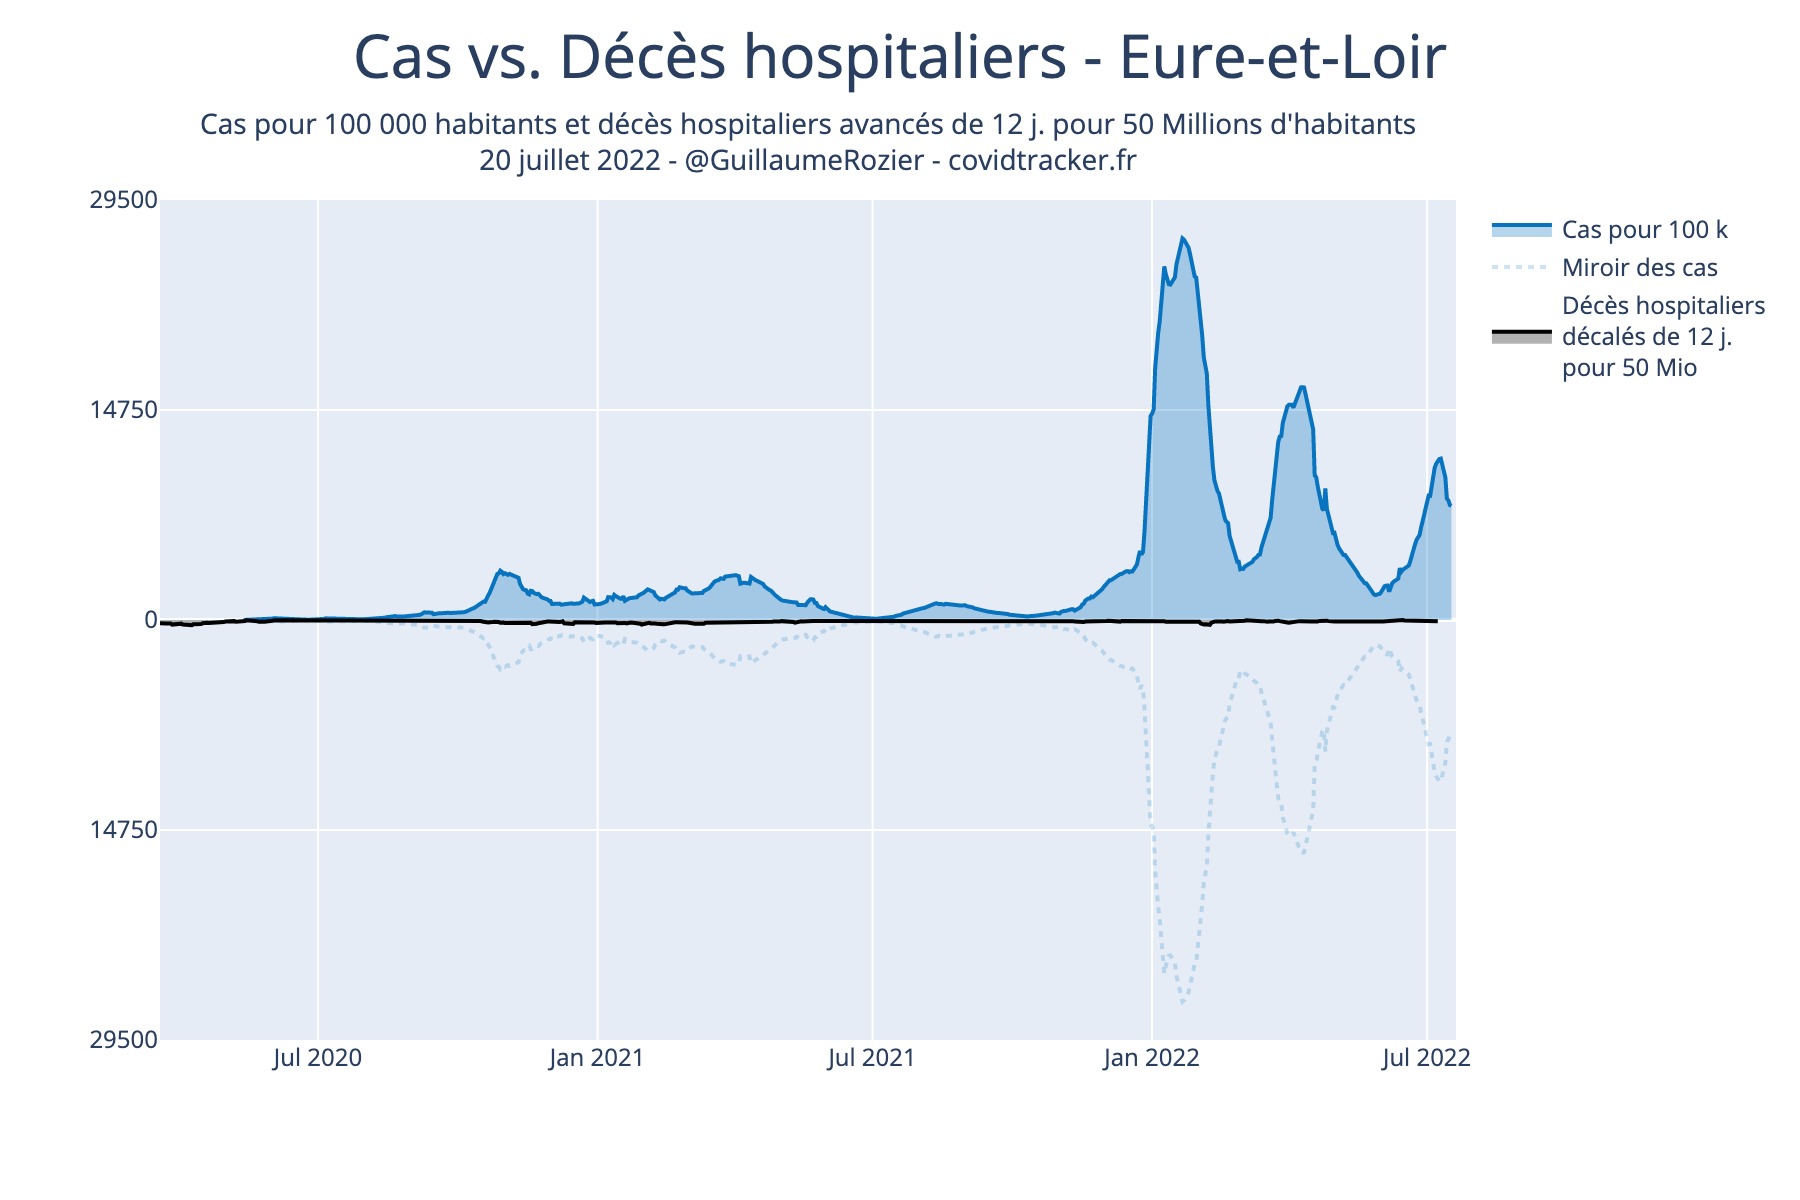 Cas vs. Décès hospitaliers - Eure-et-Loir
Cas pour 100 000 habitants et décès hospitaliers avancés de 12 j. pour 50 Millions d'habitants
20 juillet 2022 - @GuillaumeRozier - covidtracker.fr
29500
14750
0
14750
29500
Jul 2020
Jan 2021
Jul 2021
Jan 2022
Jul 2022
Cas pour 100 k
Miroir des cas
Décès hospitaliers
décalés de 12 j.
pour 50 Mio